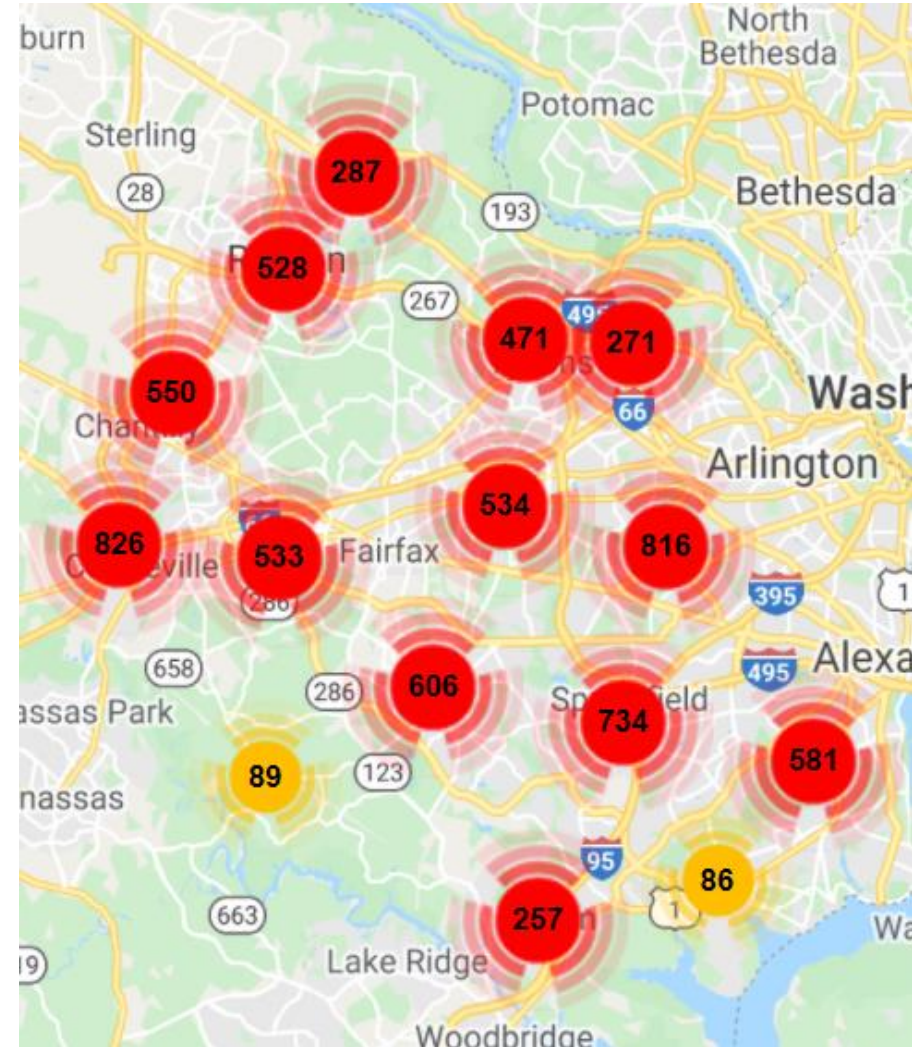 burn
North
Bethesda
Potomac
Sterling
28
287
193
Bethesda
528
267
471
271
66
550
Wash
Arlington
534
826
533
Fairfax
816
395
1
658
286
606
495
Alexa
assas Park
734
581
89
123
nassas
95
86
663
1
257
19
Lake Ridge
Wa
Woodbridge